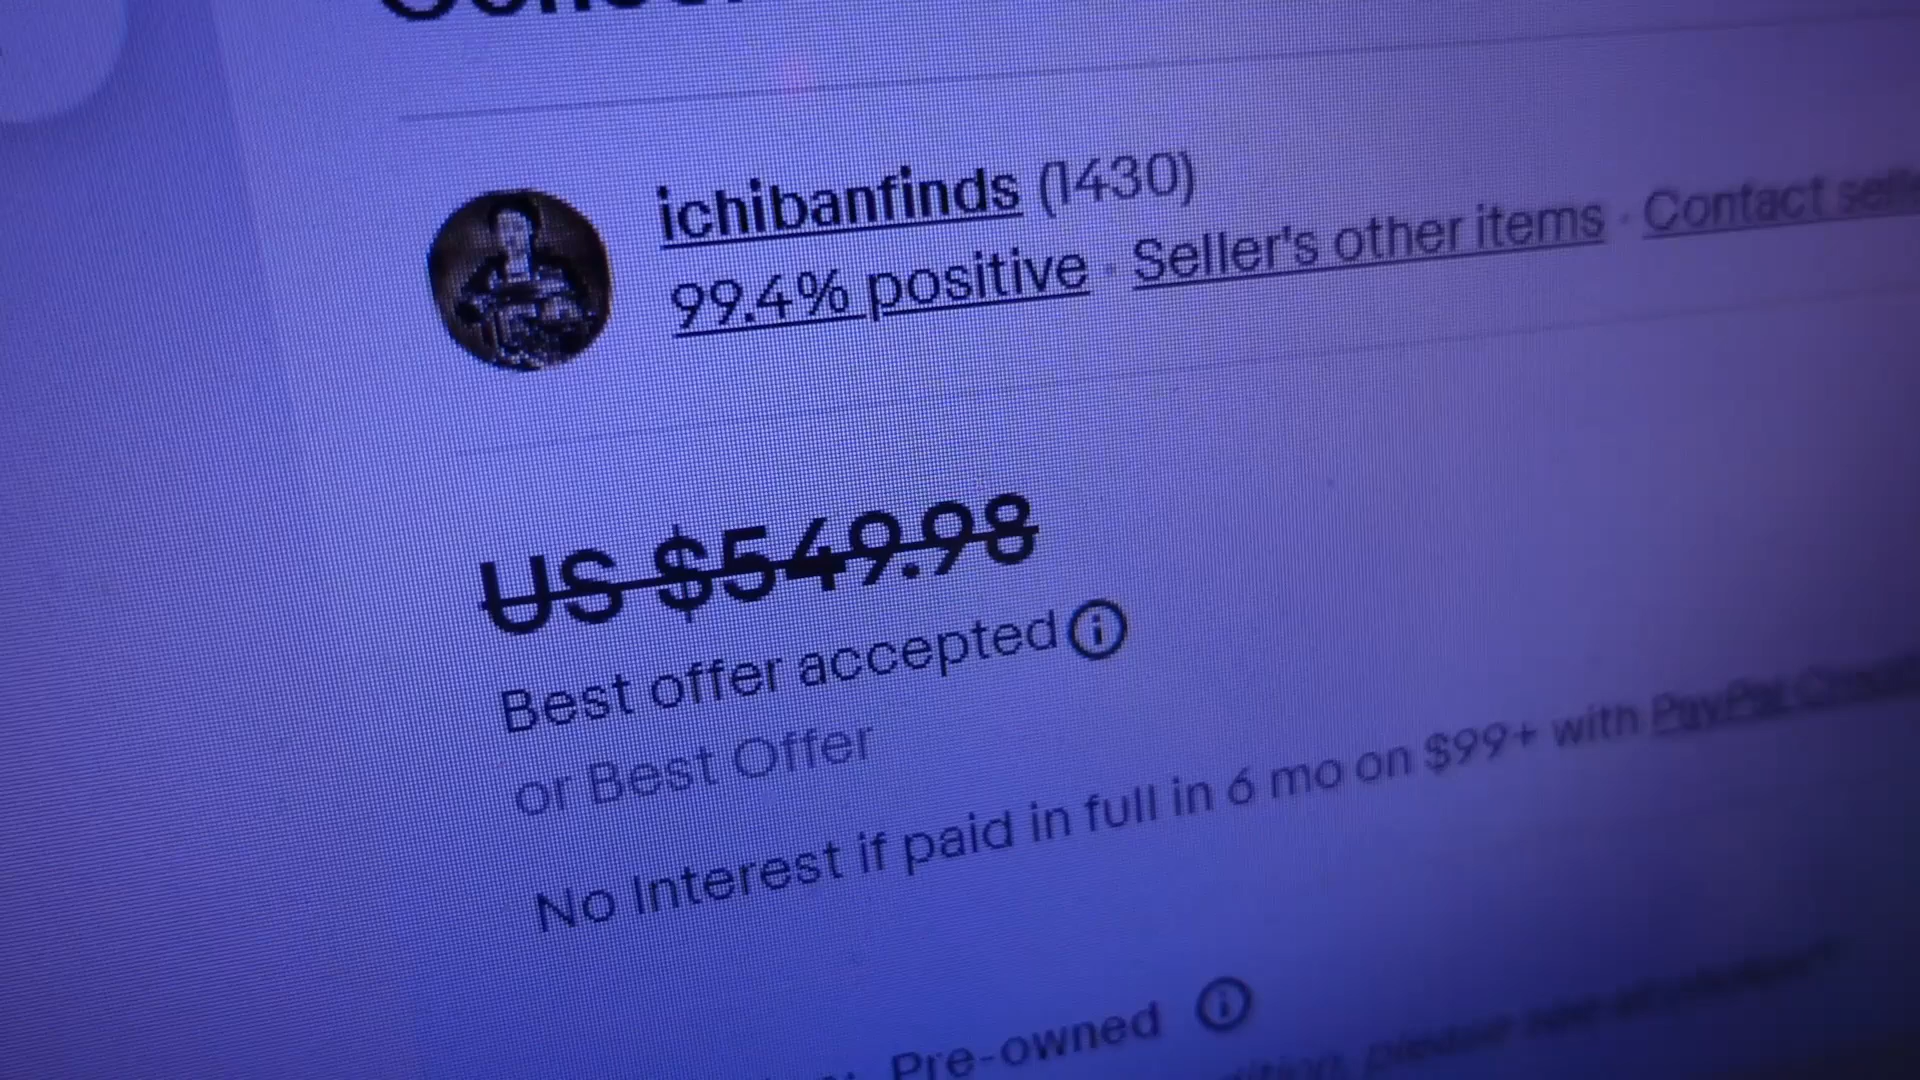 ichibanfinds (1430)
99.4% positive · Seller's other items · Contact
US $549.98
Best offer accepted
or Best Offer
No Interest if paid in full in 6 mo on $99+ with PayPal
Pre-owned